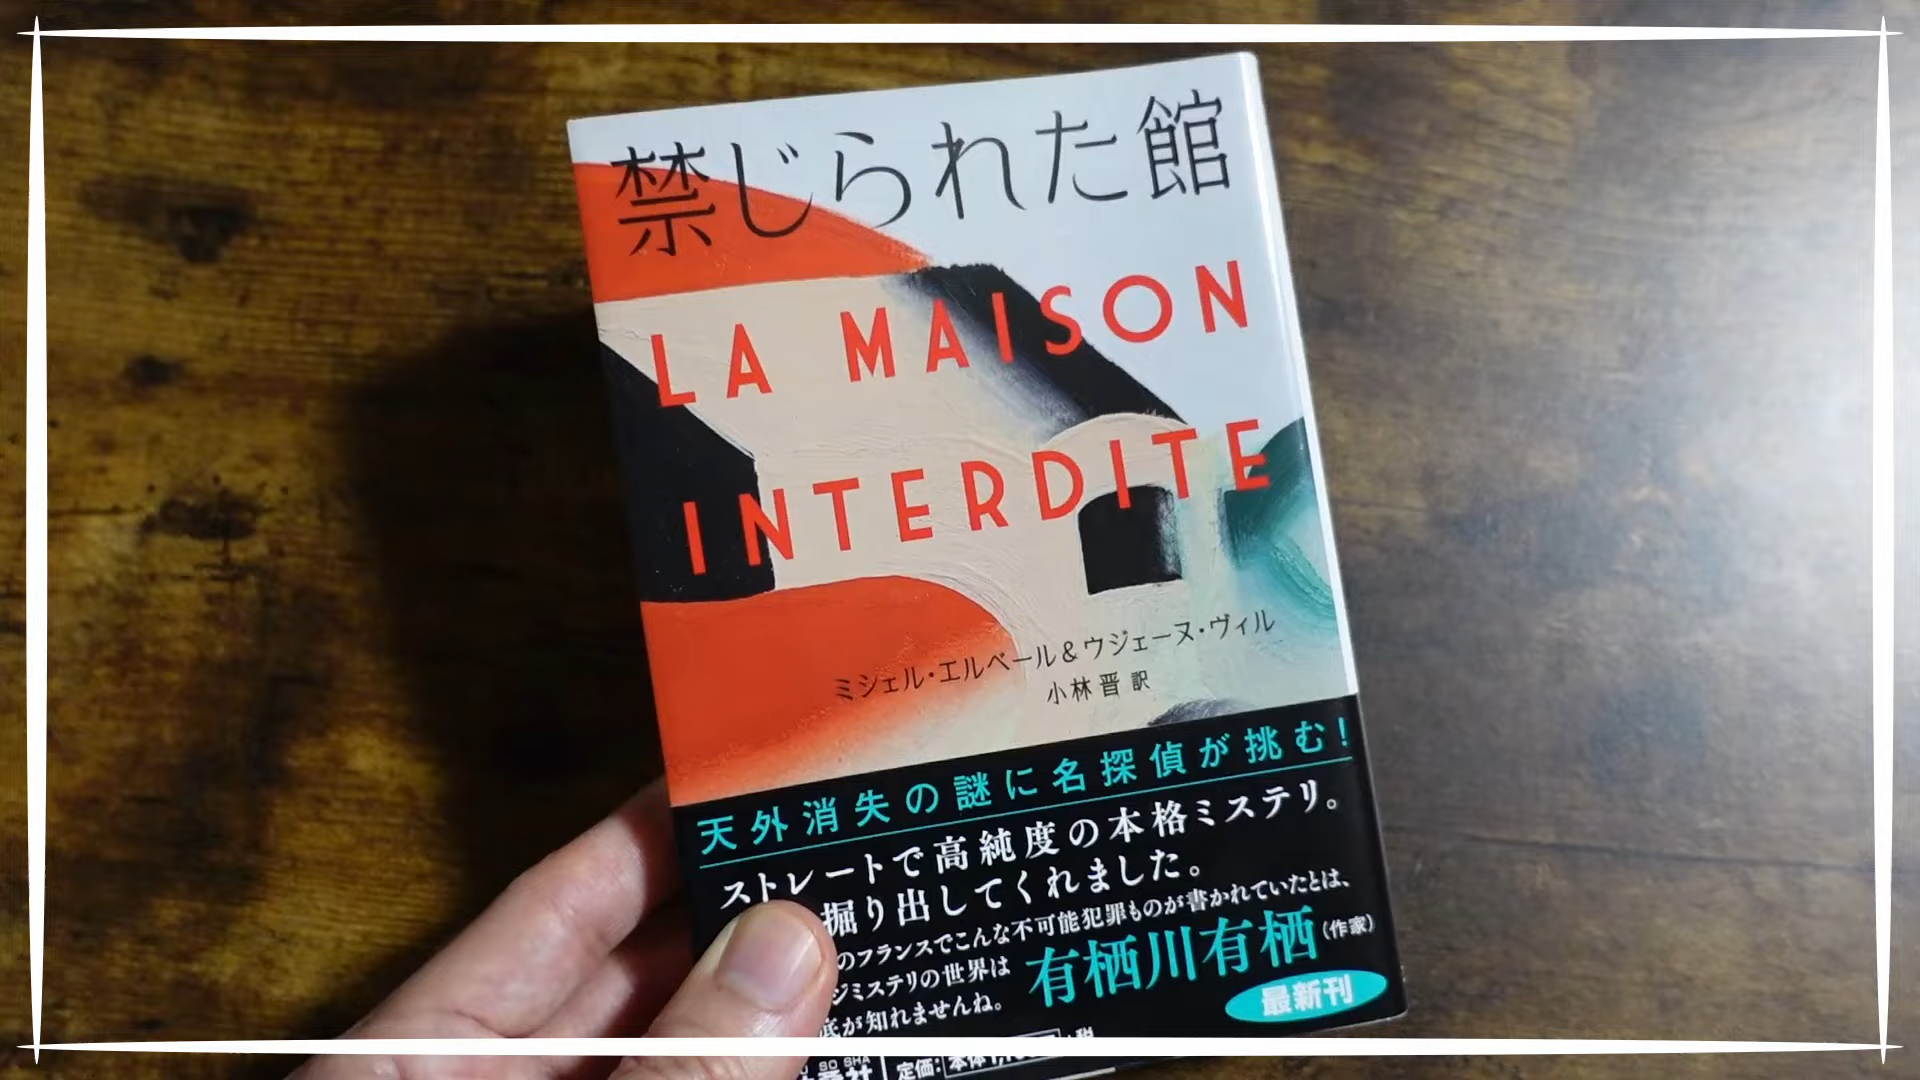 禁じられた館
LA MAISON
INTERDITE
ミシェル・エルベール&ウジェーヌ・ヴィル
小林 晋 訳
天外消失の謎に名探偵が挑む!
ストレートで高純度の本格ミステリ。
掘り出してくれました。
のフランスでこんな不可能犯罪ものが書かれていたとは、
ジミステリの世界は
底が知れませんね。
有栖川有栖(作家)
最新刊
SO SHA
定価:本体